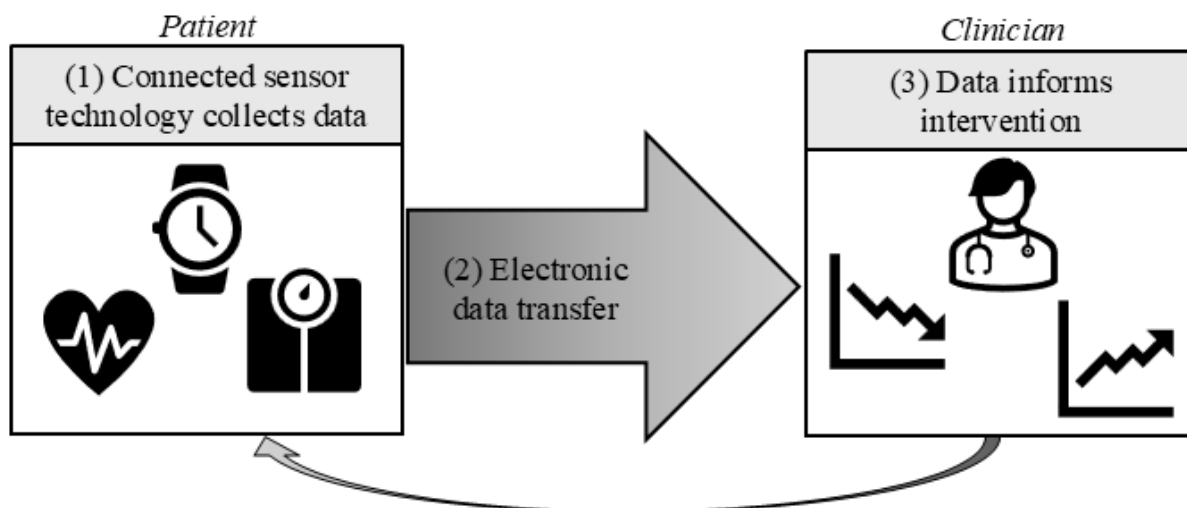 Patient
(1) Connected sensor
technology collects data
(2) Electronic
data transfer
Clinician
(3) Data informs
intervention